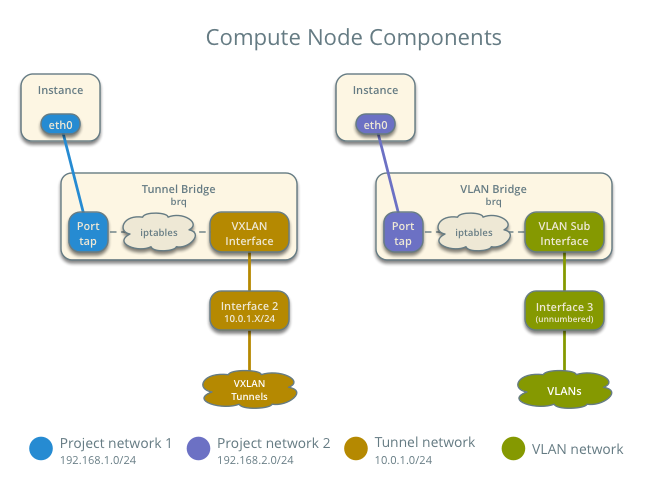 Compute Node Components
Instance
eth0
Instance
eth0
Tunnel Bridge
brq
Port
tap
iptables
VXLAN
Interface
VLAN Bridge
brq
Port
tap
iptables
VLAN Sub
Interface
Interface 2
10.0.1.X/24
Interface 3
(unnumbered)
VXLAN
Tunnels
VLANs
Project network 1
192.168.1.0/24
Project network 2
192.168.2.0/24
Tunnel network
10.0.1.0/24
VLAN network